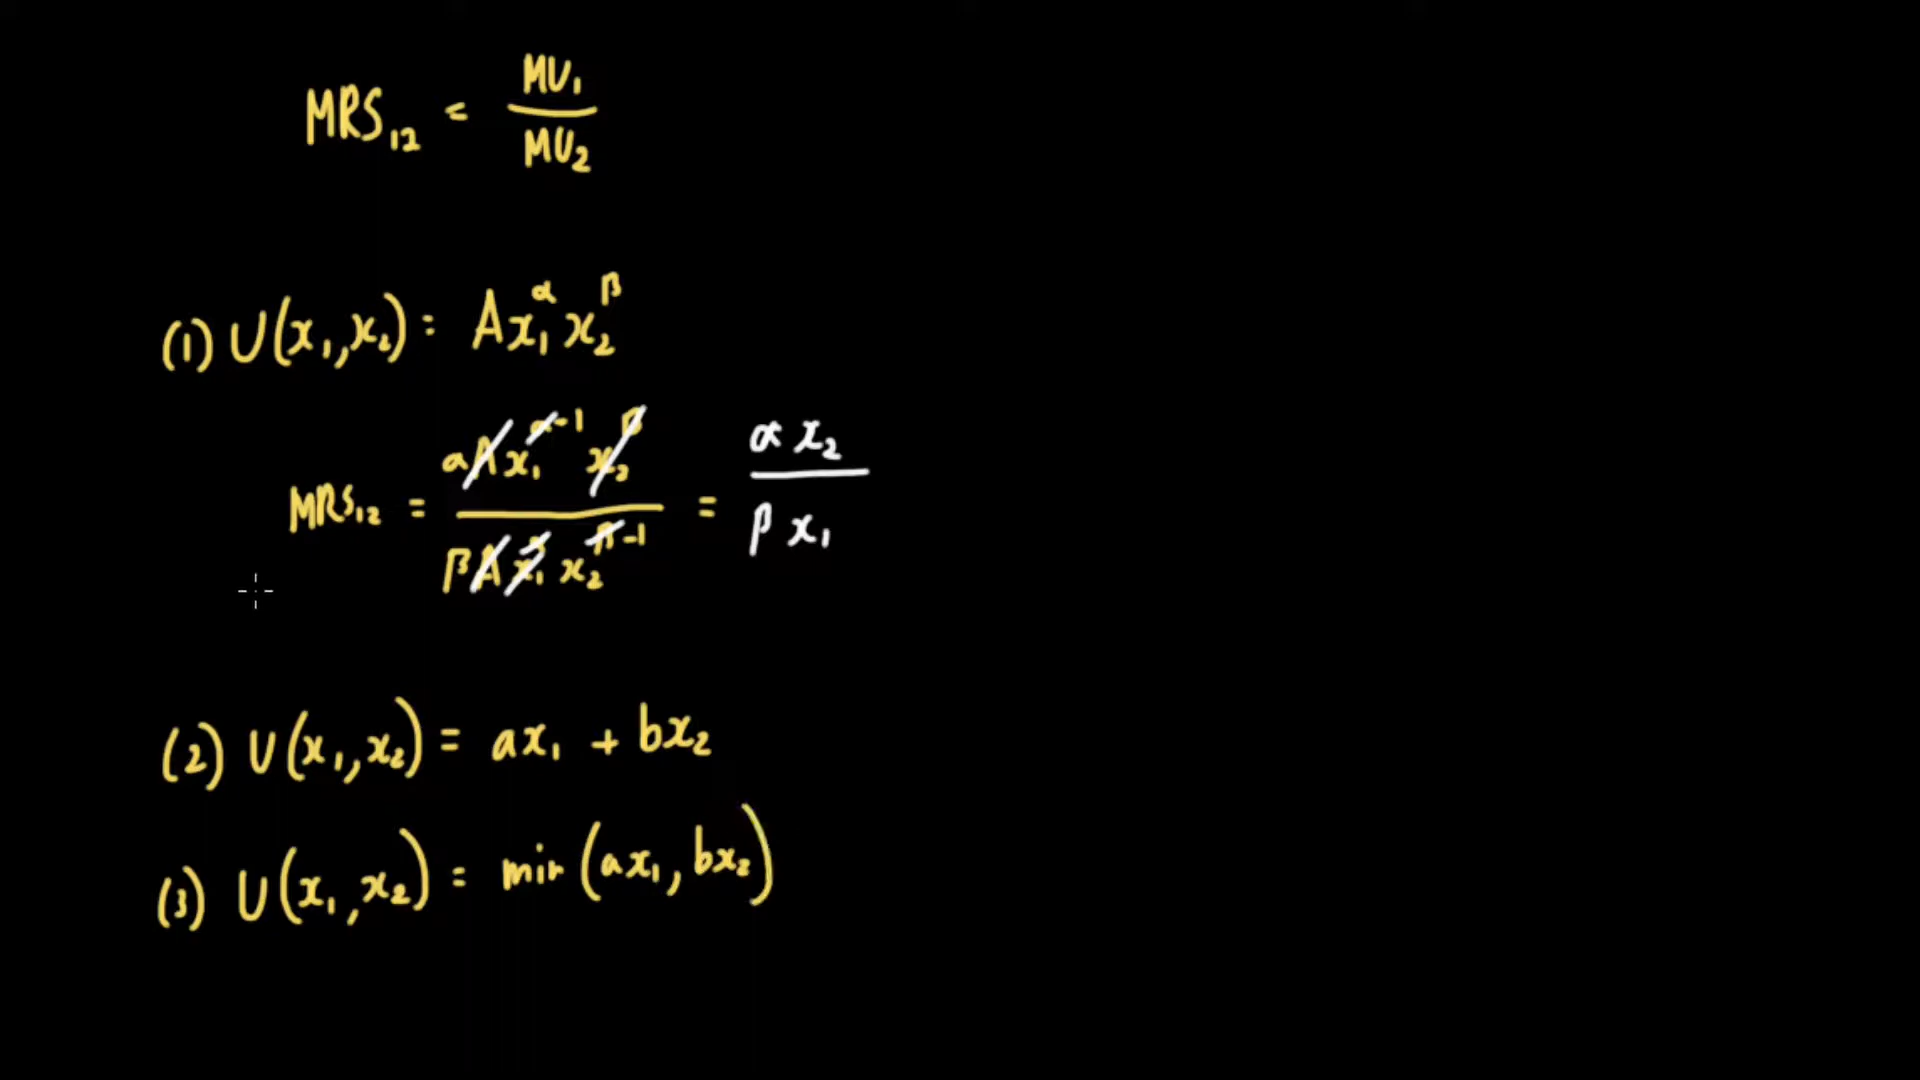 MRS₁₂ = MU₁ / MU₂
(1) U(x₁,x₂) = Ax₁^α x₂^β
MRS₁₂ = αAx₁^α-1 x₂^β / βAx₁^α x₂^β-1 = αx₂ / βx₁
(2) U(x₁,x₂) = ax₁ + bx₂
(3) U(x₁,x₂) = min(ax₁, bx₂)